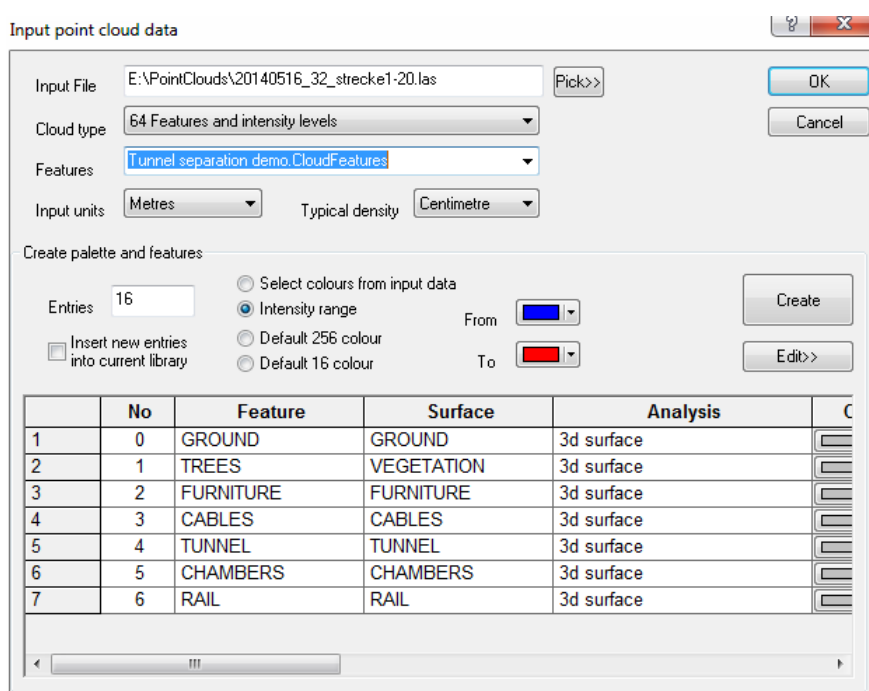 Input point cloud data
? X
Input File E:\PointClouds\20140516_32_strecke1-20.las Pick>> OK
Cloud type 64 Features and intensity levels Cancel
Features Tunnel separation demo.CloudFeatures
Input units Metres Typical density Centimetre
Create palette and features
Entries 16 Select colours from input data
Intensity range From Create
Insert new entries into current library Default 256 colour
Default 16 colour To Edit>>
No Feature Surface Analysis C
1 0 GROUND GROUND 3d surface
2 1 TREES VEGETATION 3d surface
3 2 FURNITURE FURNITURE 3d surface
4 3 CABLES CABLES 3d surface
5 4 TUNNEL TUNNEL 3d surface
6 5 CHAMBERS CHAMBERS 3d surface
7 6 RAIL RAIL 3d surface